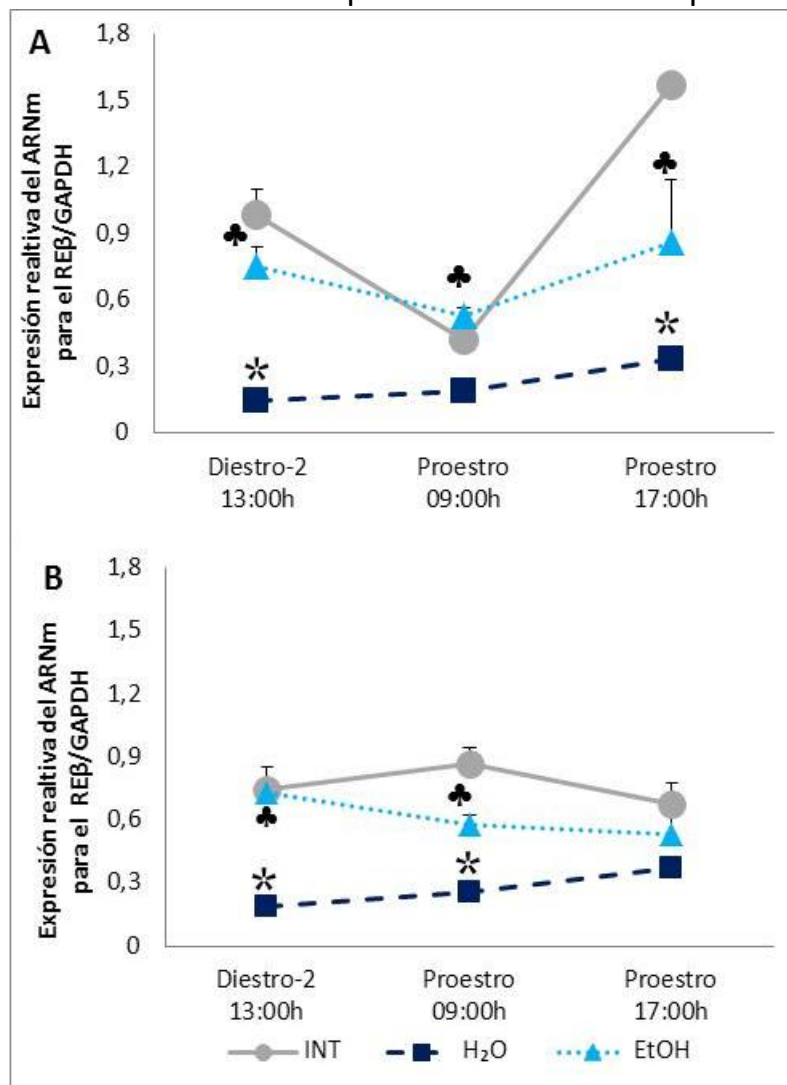 A
Expresión realtiva del ARNm
para el REβ/GAPDH
1,8
1,5
1,2
0,9
0,6
0,3
0
♣
♣
♣
*
*
Diestro-2
13:00h
Proestro
09:00h
Proestro
17:00h
B
Expresión realtiva del ARNm
para el REβ/GAPDH
1,8
1,5
1,2
0,9
0,6
0,3
0
♣
♣
*
*
Diestro-2
13:00h
Proestro
09:00h
Proestro
17:00h
INT H₂O EtOH